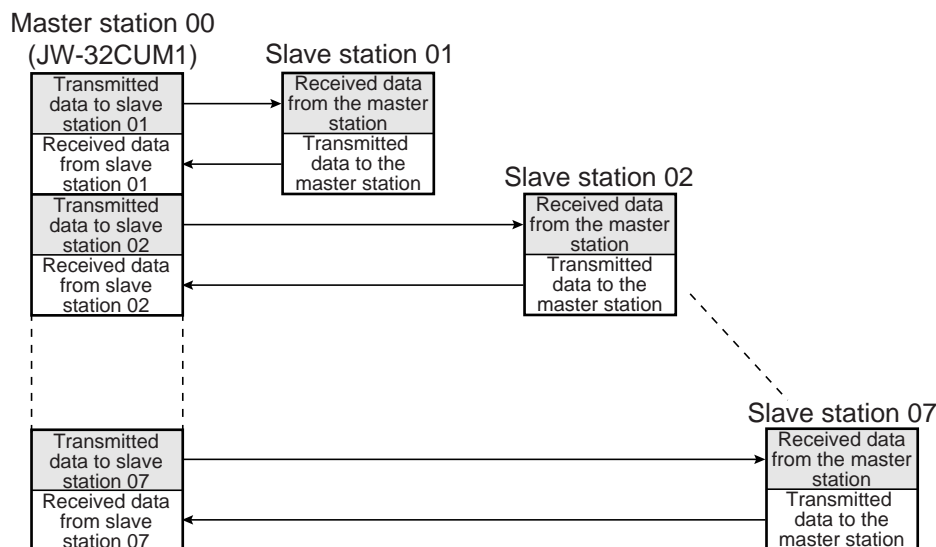 Master station 00
(JW-32CUM1)
Slave station 01
Transmitted
data to slave
station 01
Received data
from the master
station
Received data
from slave
station 01
Transmitted
data to the
master station
Slave station 02
Transmitted
data to slave
station 02
Received data
from the master
station
Received data
from slave
station 02
Transmitted
data to the
master station
Slave station 07
Transmitted
data to slave
station 07
Received data
from the master
station
Received data
from slave
station 07
Transmitted
data to the
master station